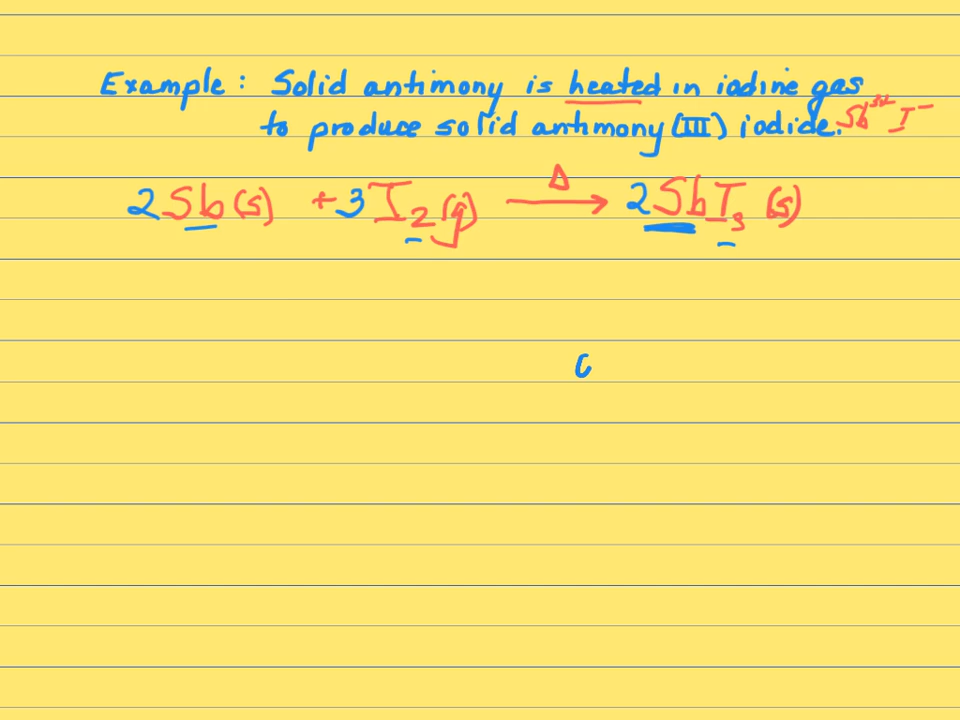 Example: Solid antimony is heated in iodine gas
to produce solid antimony (III) iodide. Sb³⁺ I⁻
2Sb(s) + 3I₂(g) —Δ→ 2SbI₃(s)
C